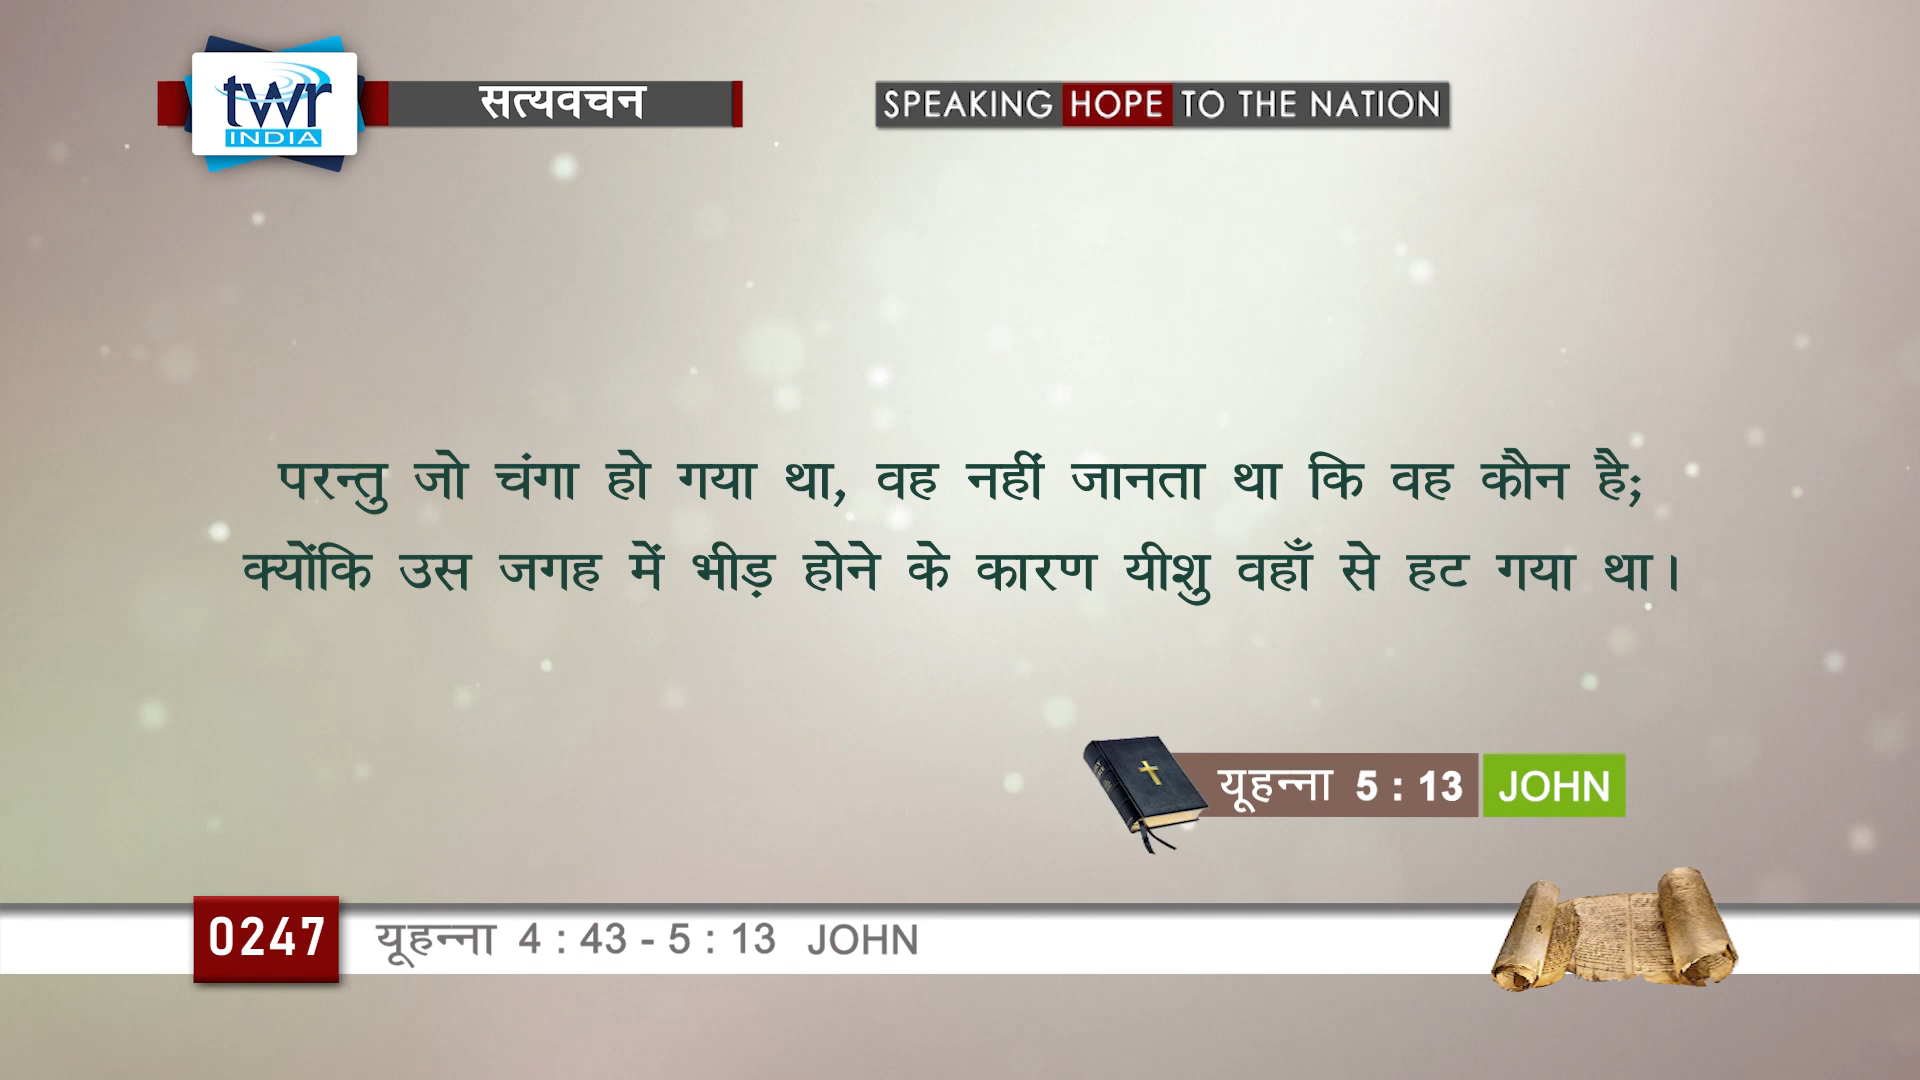 twr
INDIA
सत्यवचन
SPEAKING HOPE TO THE NATION
परन्तु जो चंगा हो गया था, वह नहीं जानता था कि वह कौन है;
क्योंकि उस जगह में भीड़ होने के कारण यीशु वहाँ से हट गया था।
यूहन्ना 5 : 13 JOHN
0247 यूहन्ना 4 : 43 - 5 : 13 JOHN